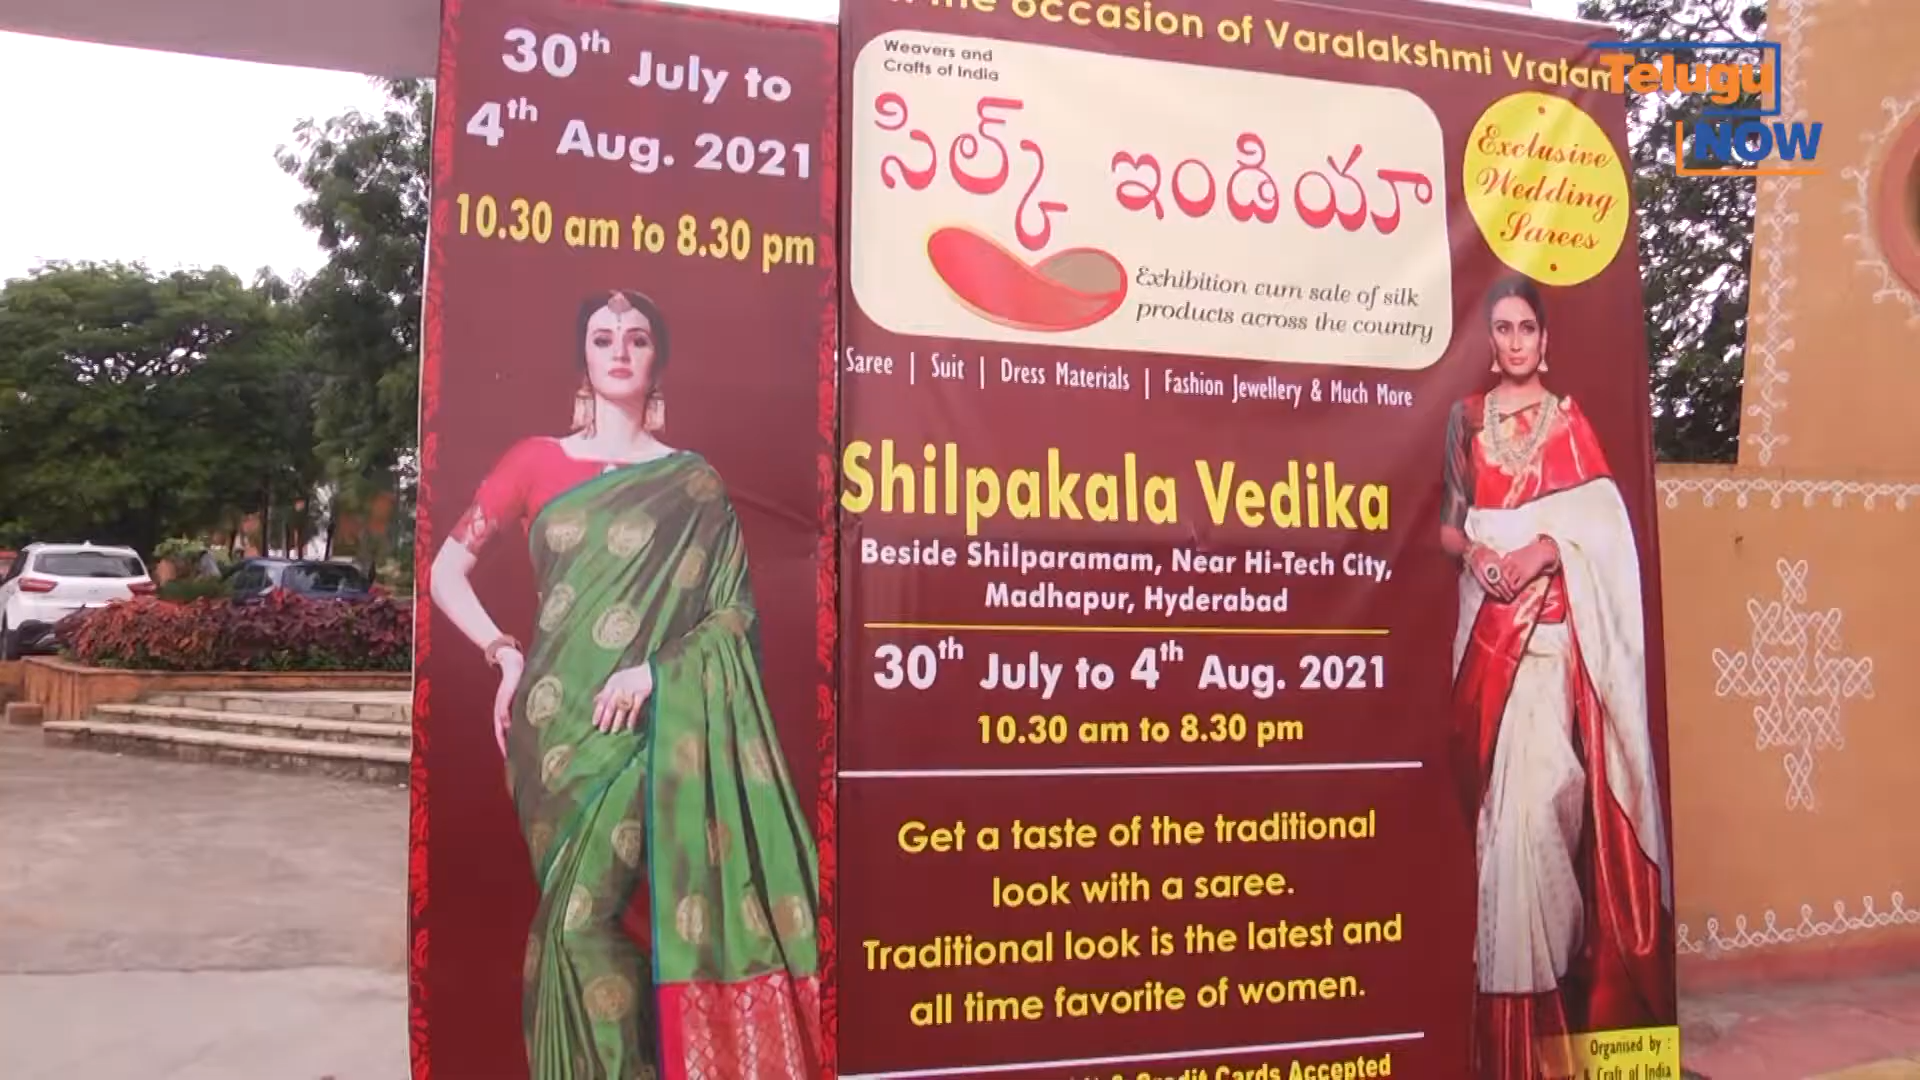 30th July to
4th Aug. 2021
10.30 am to 8.30 pm
the occasion of Varalakshmi Vratam
Weavers and
Crafts of India
సిల్క్ ఇండియా
Exhibition cum sale of silk
products across the country
Exclusive
Wedding
Sarees
Saree | Suit | Dress Materials | Fashion Jewellery & Much More
Shilpakala Vedika
Beside Shilparamam, Near Hi-Tech City,
Madhapur, Hyderabad
30th July to 4th Aug. 2021
10.30 am to 8.30 pm
Get a taste of the traditional
look with a saree.
Traditional look is the latest and
all time favorite of women.
& Credit Cards Accepted
Organised by :
& Craft of India
Telugu
NOW